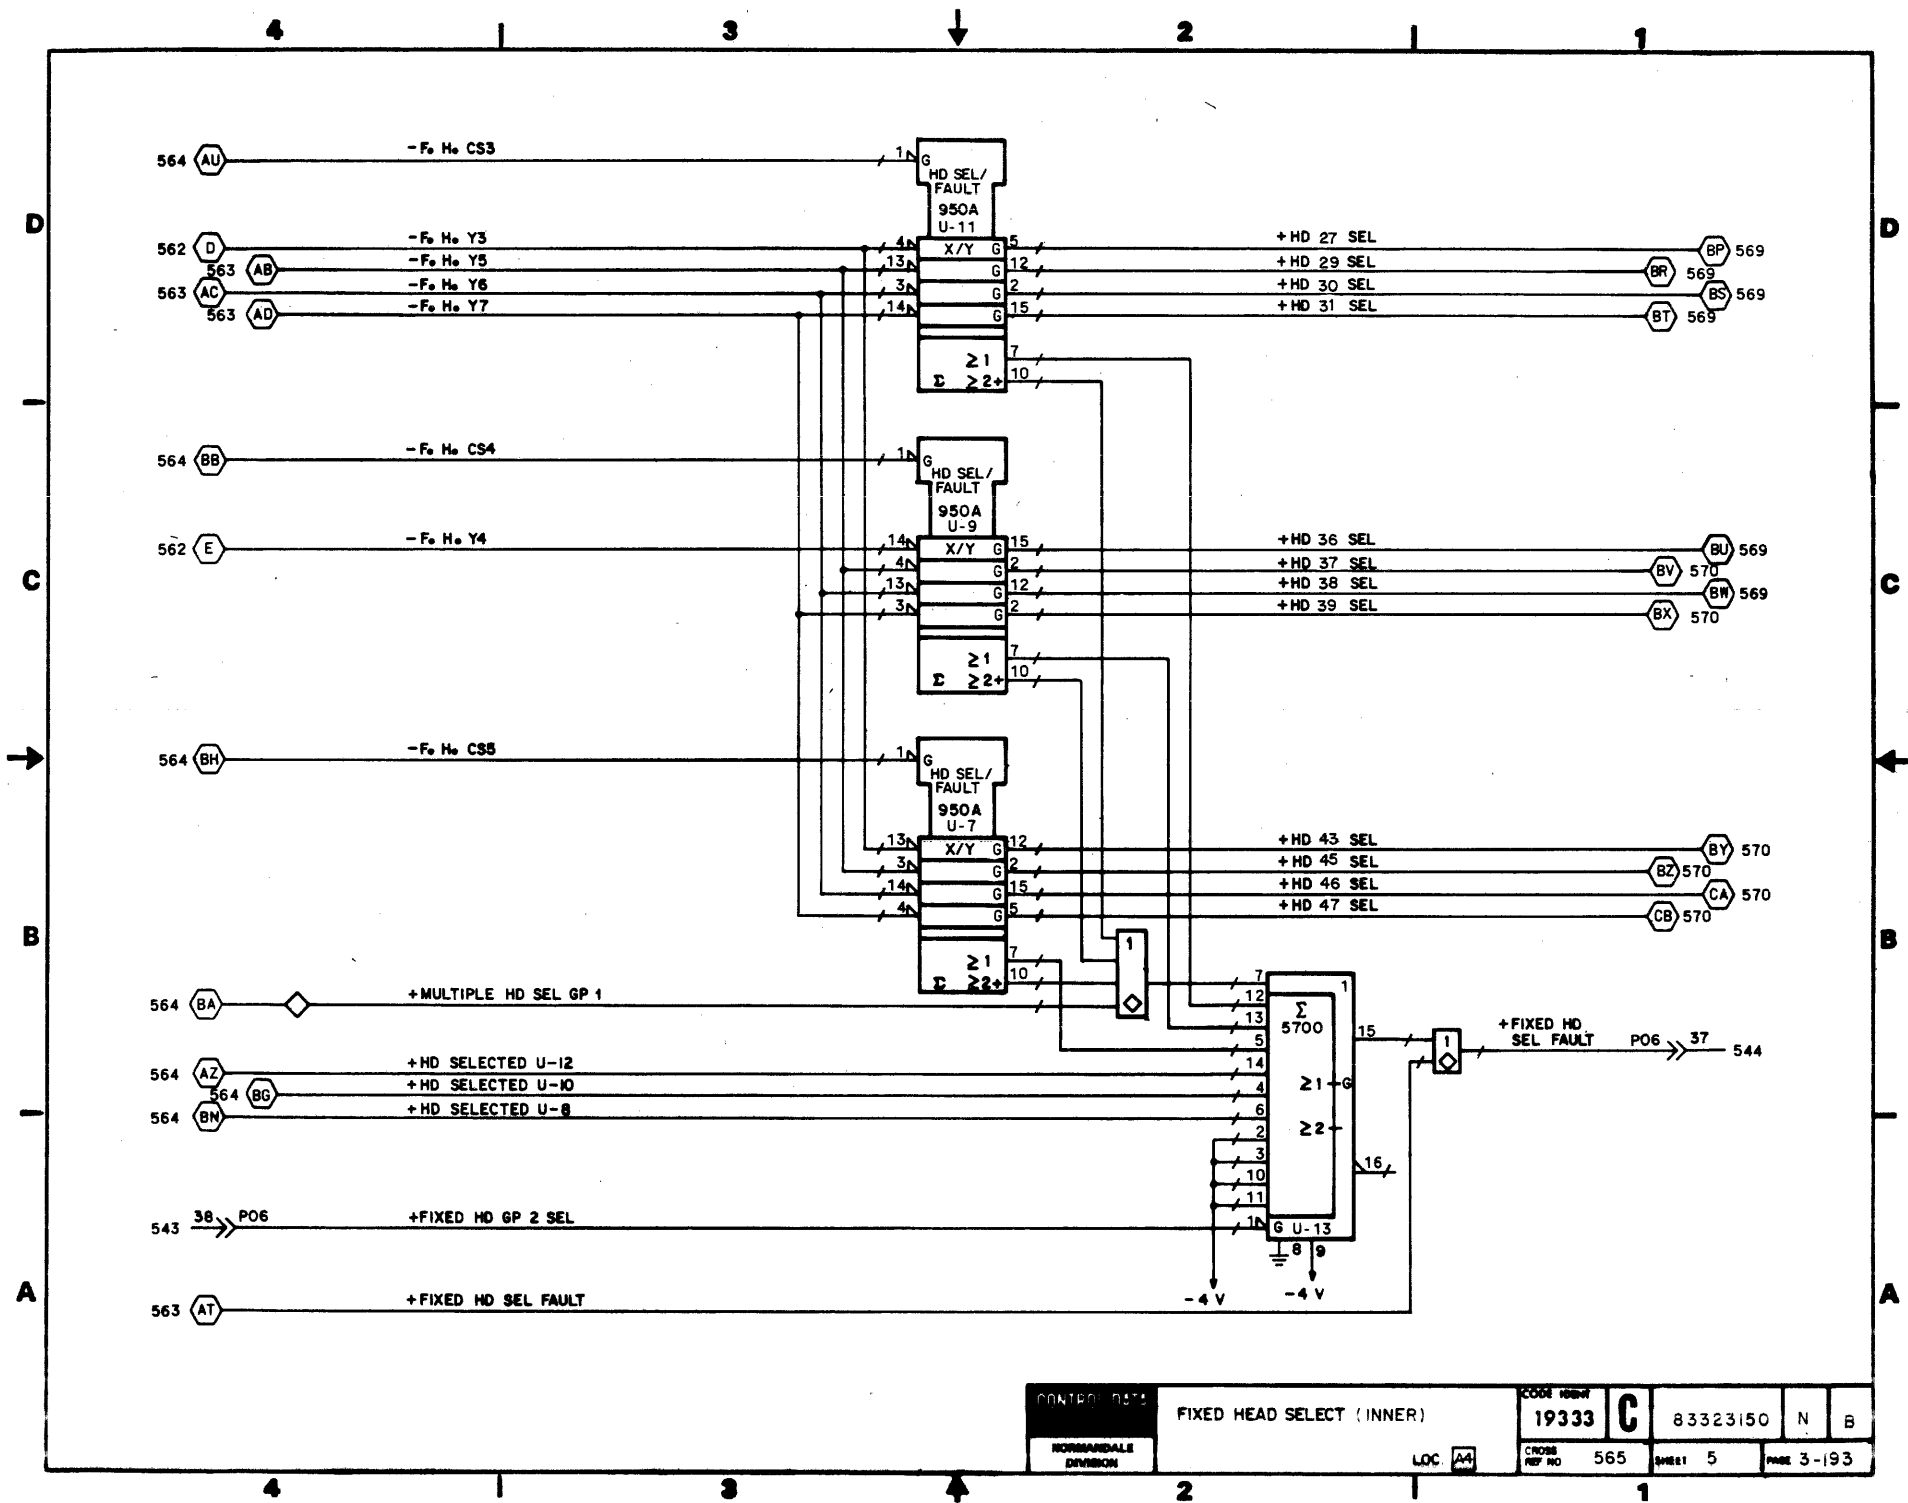 4 3 2 1
564 AU -F. H. CS3 1 G
HD SEL/
FAULT
950A
U-11
D D
562 D -F. H. Y3 4 X/Y G 5 +HD 27 SEL BP 569
563 AB -F. H. Y5 13 G 12 +HD 29 SEL BR 569
563 AC -F. H. Y6 3 G 2 +HD 30 SEL BS 569
563 AD -F. H. Y7 14 G 15 +HD 31 SEL BT 569
≥1 7
Σ ≥2+ 10
564 BB -F. H. CS4 1 G
HD SEL/
FAULT
950A
U-9
562 E -F. H. Y4 14 X/Y G 15 +HD 36 SEL BU 569
4 G 2 +HD 37 SEL BV 570
C C
13 G 12 +HD 38 SEL BW 569
3 G 2 +HD 39 SEL BX 570
≥1 7
Σ ≥2+ 10
564 BH -F. H. CS5 1 G
HD SEL/
FAULT
950A
U-7
13 X/Y G 12 +HD 43 SEL BY 570
3 G 2 +HD 45 SEL BZ 570
14 G 15 +HD 46 SEL CA 570
4 G 5 +HD 47 SEL CB 570
B B
1
≥1 7
Σ ≥2+ 10 7 1
564 BA +MULTIPLE HD SEL GP 1 12 Σ
13 5700
+FIXED HD
SEL FAULT
15 1 PO6 37 544
5
564 AZ +HD SELECTED U-12 14
564 BG +HD SELECTED U-10 4 ≥1 G
564 BN +HD SELECTED U-8 6
2 ≥2
3 16
10
11
543 38 PO6 +FIXED HD GP 2 SEL 1 G U-13
8 9
A A
-4 V -4 V
563 AT +FIXED HD SEL FAULT
CONTROL DATA
NORMANDALE
DIVISION
FIXED HEAD SELECT (INNER)
LOC A4
CODE IDENT
19333 C 83323150 N B
CROSS
REF NO 565 SHEET 5 PAGE 3-193
4 3 2 1